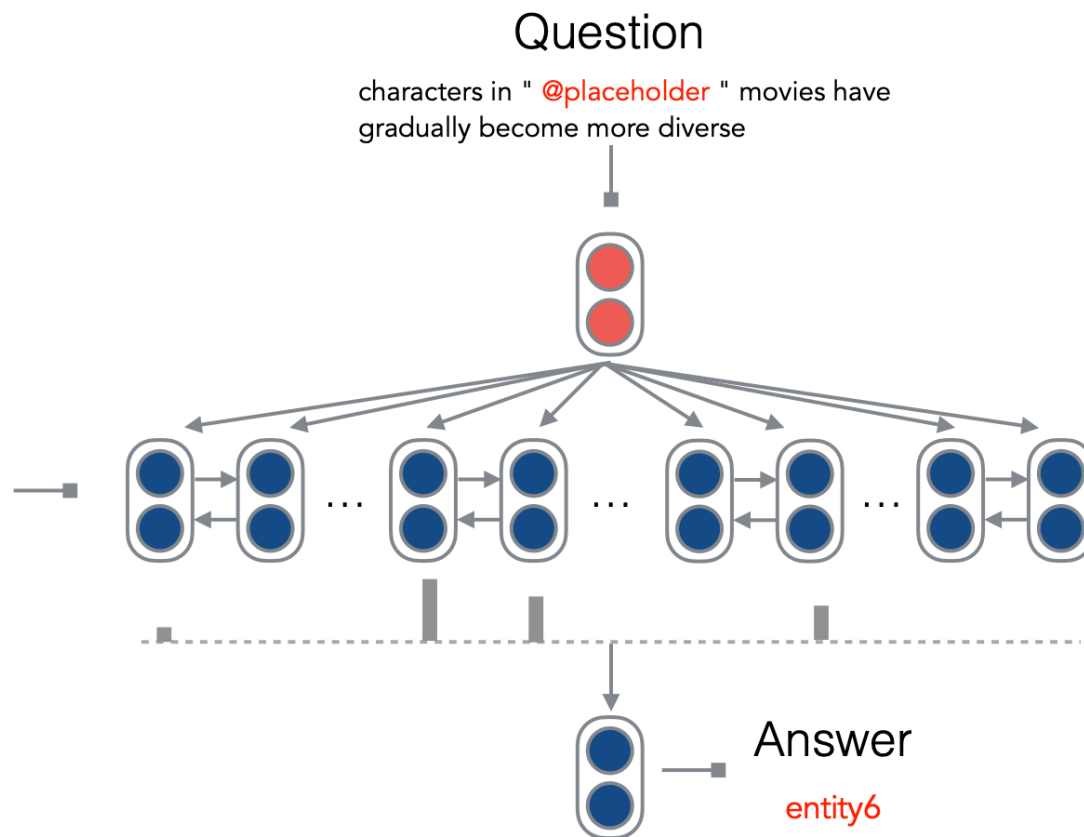 Question
characters in " @placeholder " movies have
gradually become more diverse
... ... ...
Answer
entity6